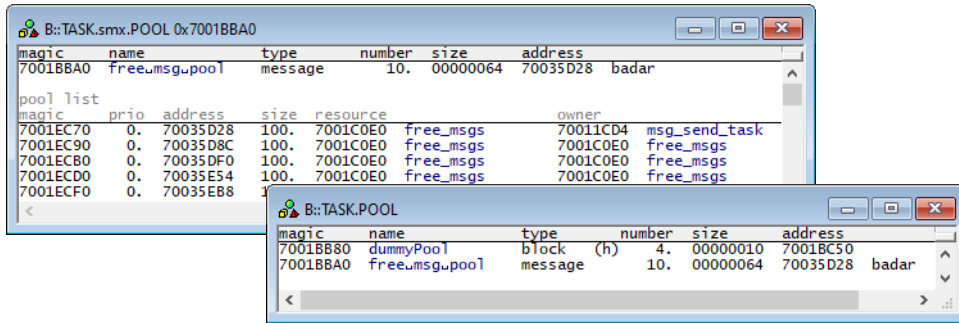 B::TASK.smx.POOL 0x7001BBA0
magic name type number size address
7001BBA0 free␣msg␣pool message 10. 00000064 70035D28 badar
pool list
magic prio address size resource owner
7001EC70 0. 70035D28 100. 7001C0E0 free_msgs 70011CD4 msg_send_task
7001EC90 0. 70035D8C 100. 7001C0E0 free_msgs 7001C0E0 free_msgs
7001ECB0 0. 70035DF0 100. 7001C0E0 free_msgs 7001C0E0 free_msgs
7001ECD0 0. 70035E54 100. 7001C0E0 free_msgs 7001C0E0 free_msgs
7001ECF0 0. 70035EB8
B::TASK.POOL
magic name type number size address
7001BB80 dummyPool block (h) 4. 00000010 7001BC50
7001BBA0 free␣msg␣pool message 10. 00000064 70035D28 badar